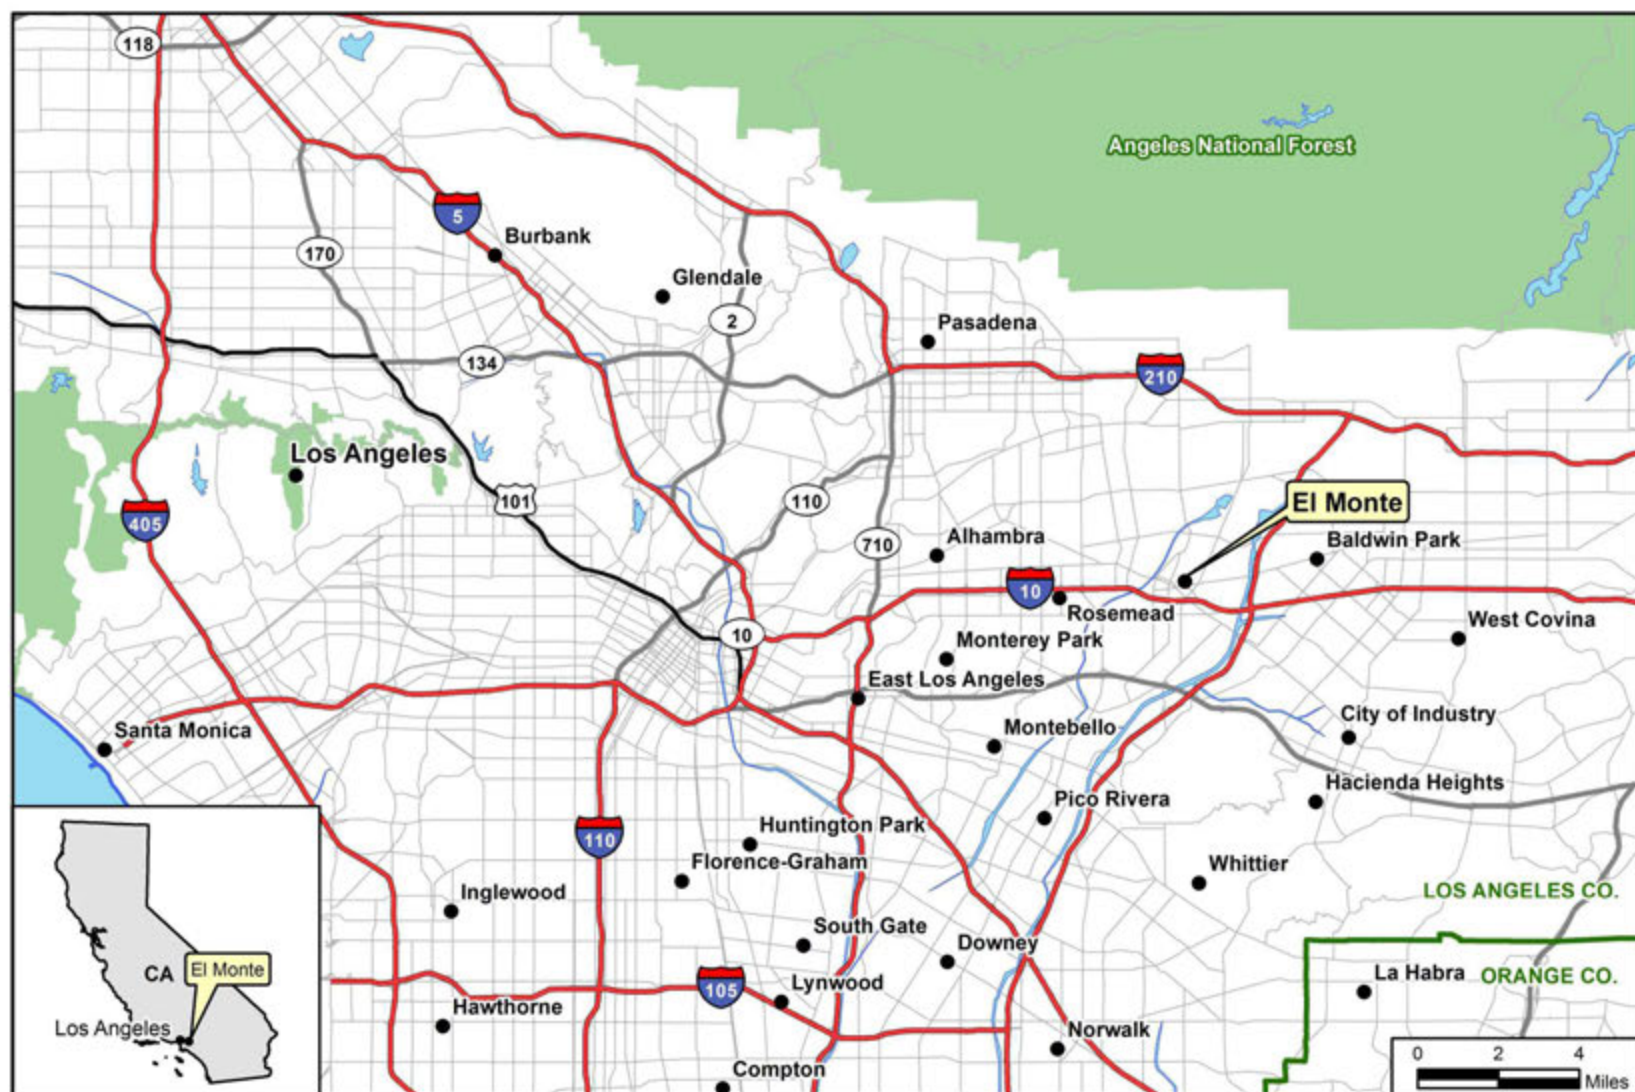 118
Angeles National Forest
5
Burbank
170
Glendale
2
Pasadena
134
210
Los Angeles
101
110
El Monte
405
710
Alhambra
Baldwin Park
10
Rosemead
West Covina
10
Monterey Park
East Los Angeles
Santa Monica
Montebello
City of Industry
Hacienda Heights
Pico Rivera
110
Huntington Park
Florence-Graham
Whittier
Inglewood
LOS ANGELES CO.
South Gate
Downey
La Habra
ORANGE CO.
105
Lynwood
Hawthorne
Norwalk
Compton
CA
El Monte
Los Angeles
0 2 4
Miles